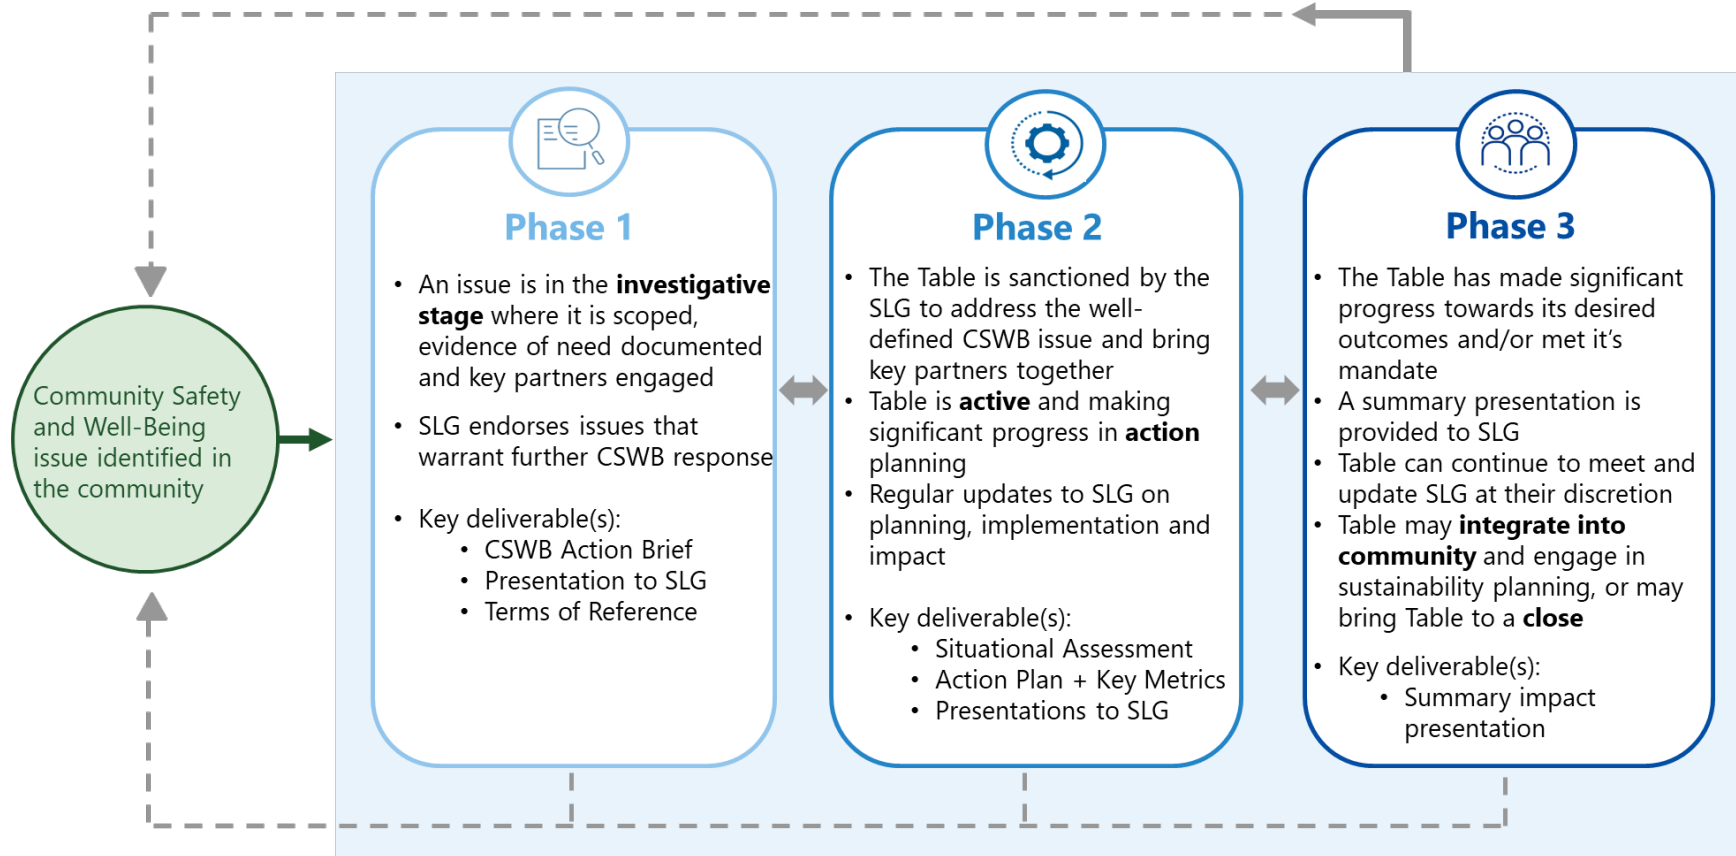 Community Safety
and Well-Being
issue identified in
the community
Phase 1
• An issue is in the investigative
stage where it is scoped,
evidence of need documented
and key partners engaged
• SLG endorses issues that
warrant further CSWB response
• Key deliverable(s):
• CSWB Action Brief
• Presentation to SLG
• Terms of Reference
Phase 2
• The Table is sanctioned by the
SLG to address the well-
defined CSWB issue and bring
key partners together
• Table is active and making
significant progress in action
planning
• Regular updates to SLG on
planning, implementation and
impact
• Key deliverable(s):
• Situational Assessment
• Action Plan + Key Metrics
• Presentations to SLG
Phase 3
• The Table has made significant
progress towards its desired
outcomes and/or met it's
mandate
• A summary presentation is
provided to SLG
• Table can continue to meet and
update SLG at their discretion
• Table may integrate into
community and engage in
sustainability planning, or may
bring Table to a close
• Key deliverable(s):
• Summary impact
presentation